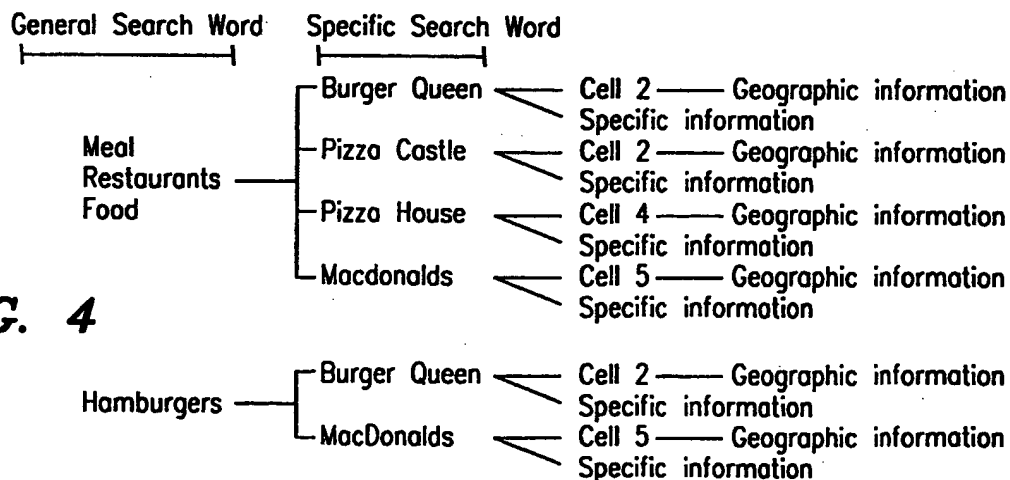 General Search Word Specific Search Word
Burger Queen Cell 2 Geographic information
Specific information
Meal
Pizza Castle Cell 2 Geographic information
Restaurants
Specific information
Food
Pizza House Cell 4 Geographic information
Specific information
Macdonalds Cell 5 Geographic information
Specific information
G. 4
Burger Queen Cell 2 Geographic information
Hamburgers
Specific information
MacDonalds Cell 5 Geographic information
Specific information